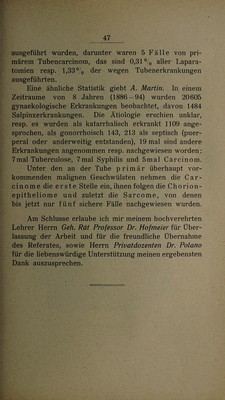 47
ausgeführt wurden, darunter waren 5 Fälle von pri-
märem Tubencarcinom, das sind 0,31 % aller Lapara-
tomien resp. 1,33 % der wegen Tubenerkrankungen
ausgeführten.
Eine ähnliche Statistik giebt A. Martin. In einem
Zeitraume von 8 Jahren (1886–94) wurden 20605
gynaekologische Erkrankungen beobachtet, davon 1484
Salpinxerkrankungen. Die Ätiologie erschien unklar,
resp. es wurden als katarrhalisch erkrankt 1109 ange-
sprochen, als gonorrhoisch 143, 213 als septisch (puer-
peral oder anderweitig entstanden), 19 mal sind andere
Erkrankungen angenommen resp. nachgewiesen worden:
7 mal Tuberculose, 7 mal Syphilis und 5 mal Carcinom.
Unter den an der Tube primär überhaupt vor-
kommenden malignen Geschwülsten nehmen die Car-
cinome die erste Stelle ein, ihnen folgen die Chorion-
epitheliome und zuletzt die Sarcome, von denen
bis jetzt nur fünf sichere Fälle nachgewiesen wurden.
Am Schlusse erlaube ich mir meinem hochverehrten
Lehrer Herrn Geh. Rat Professor Dr. Hofmeier für Über-
lassung der Arbeit und für die freundliche Übernahme
des Referates, sowie Herrn Privatdozenten Dr. Polano
für die liebenswürdige Unterstützung meinen ergebensten
Dank auszusprechen.